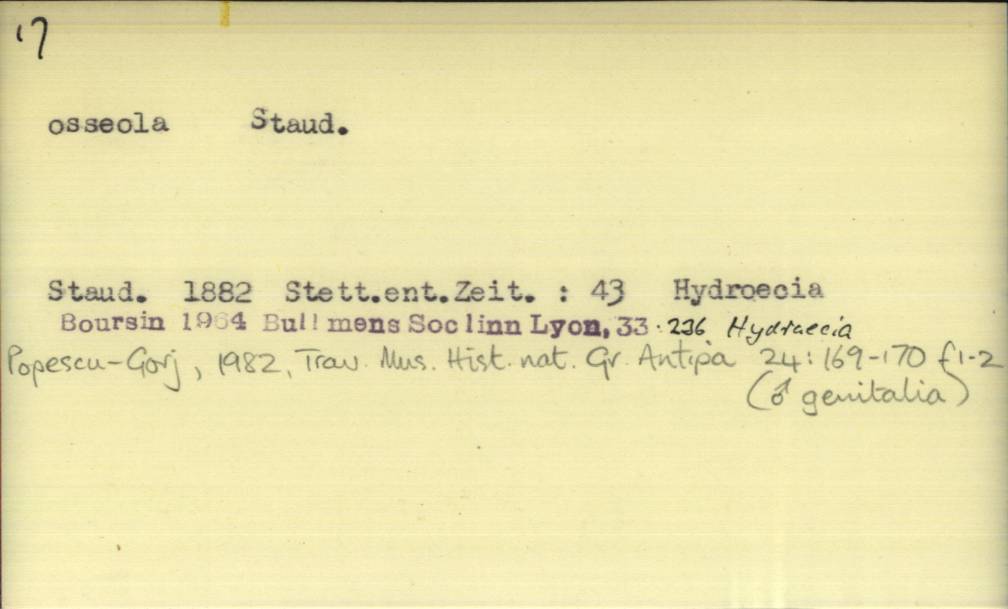 17
osseola Staud.
Staud. 1882 Stett.ent.Zeit. : 43 Hydroecia
Boursin 1964 Bull mens Soc linn Lyon, 33. 236 Hydraecia
Popescu-Gorj, 1982, Trav. Mus. Hist. nat. Gr. Antipa 24: 169-170 f1-2
(♂ genitalia)